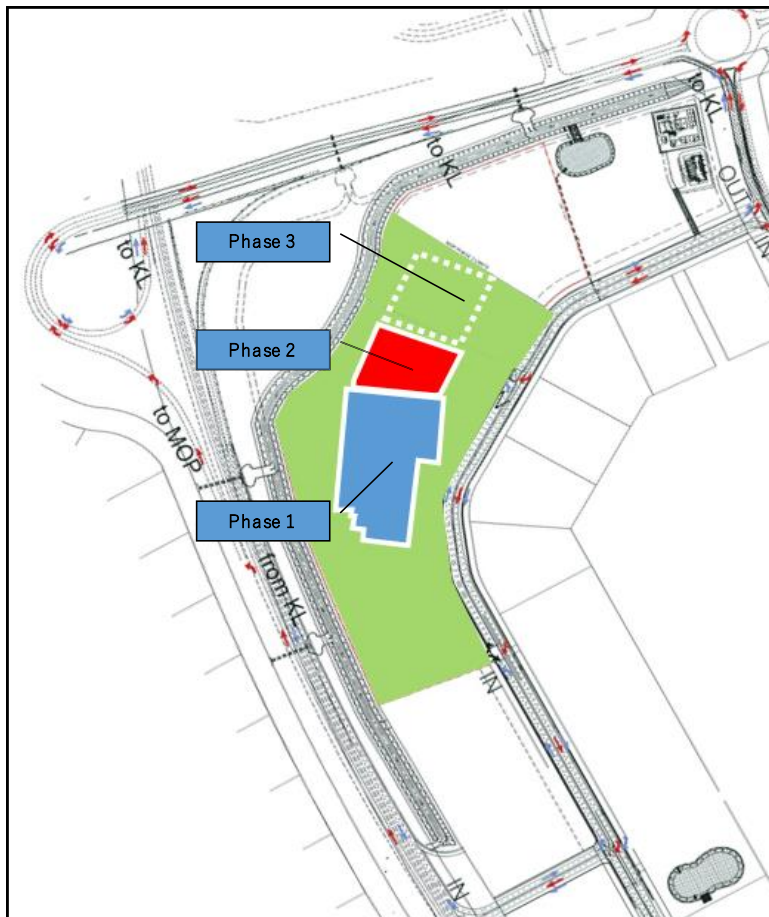 to KL
to KL
OUT
IN
to KL
Phase 3
Phase 2
IN
to MOP
Phase 1
from KL
IN
IN